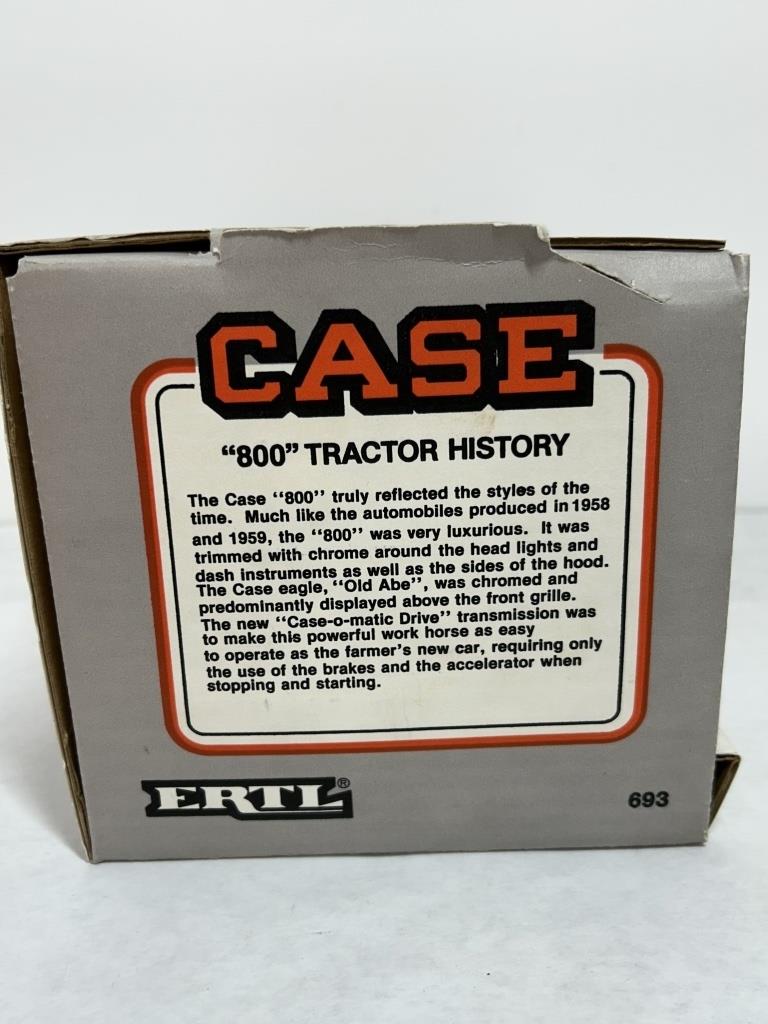 CASE
"800" TRACTOR HISTORY
The Case "800" truly reflected the styles of the
time. Much like the automobiles produced in 1958
and 1959, the "800" was very luxurious. It was
trimmed with chrome around the head lights and
dash instruments as well as the sides of the hood.
The Case eagle, "Old Abe", was chromed and
predominantly displayed above the front grille.
The new "Case-o-matic Drive" transmission was
to make this powerful work horse as easy
to operate as the farmer's new car, requiring only
the use of the brakes and the accelerator when
stopping and starting.
ERTL®
693